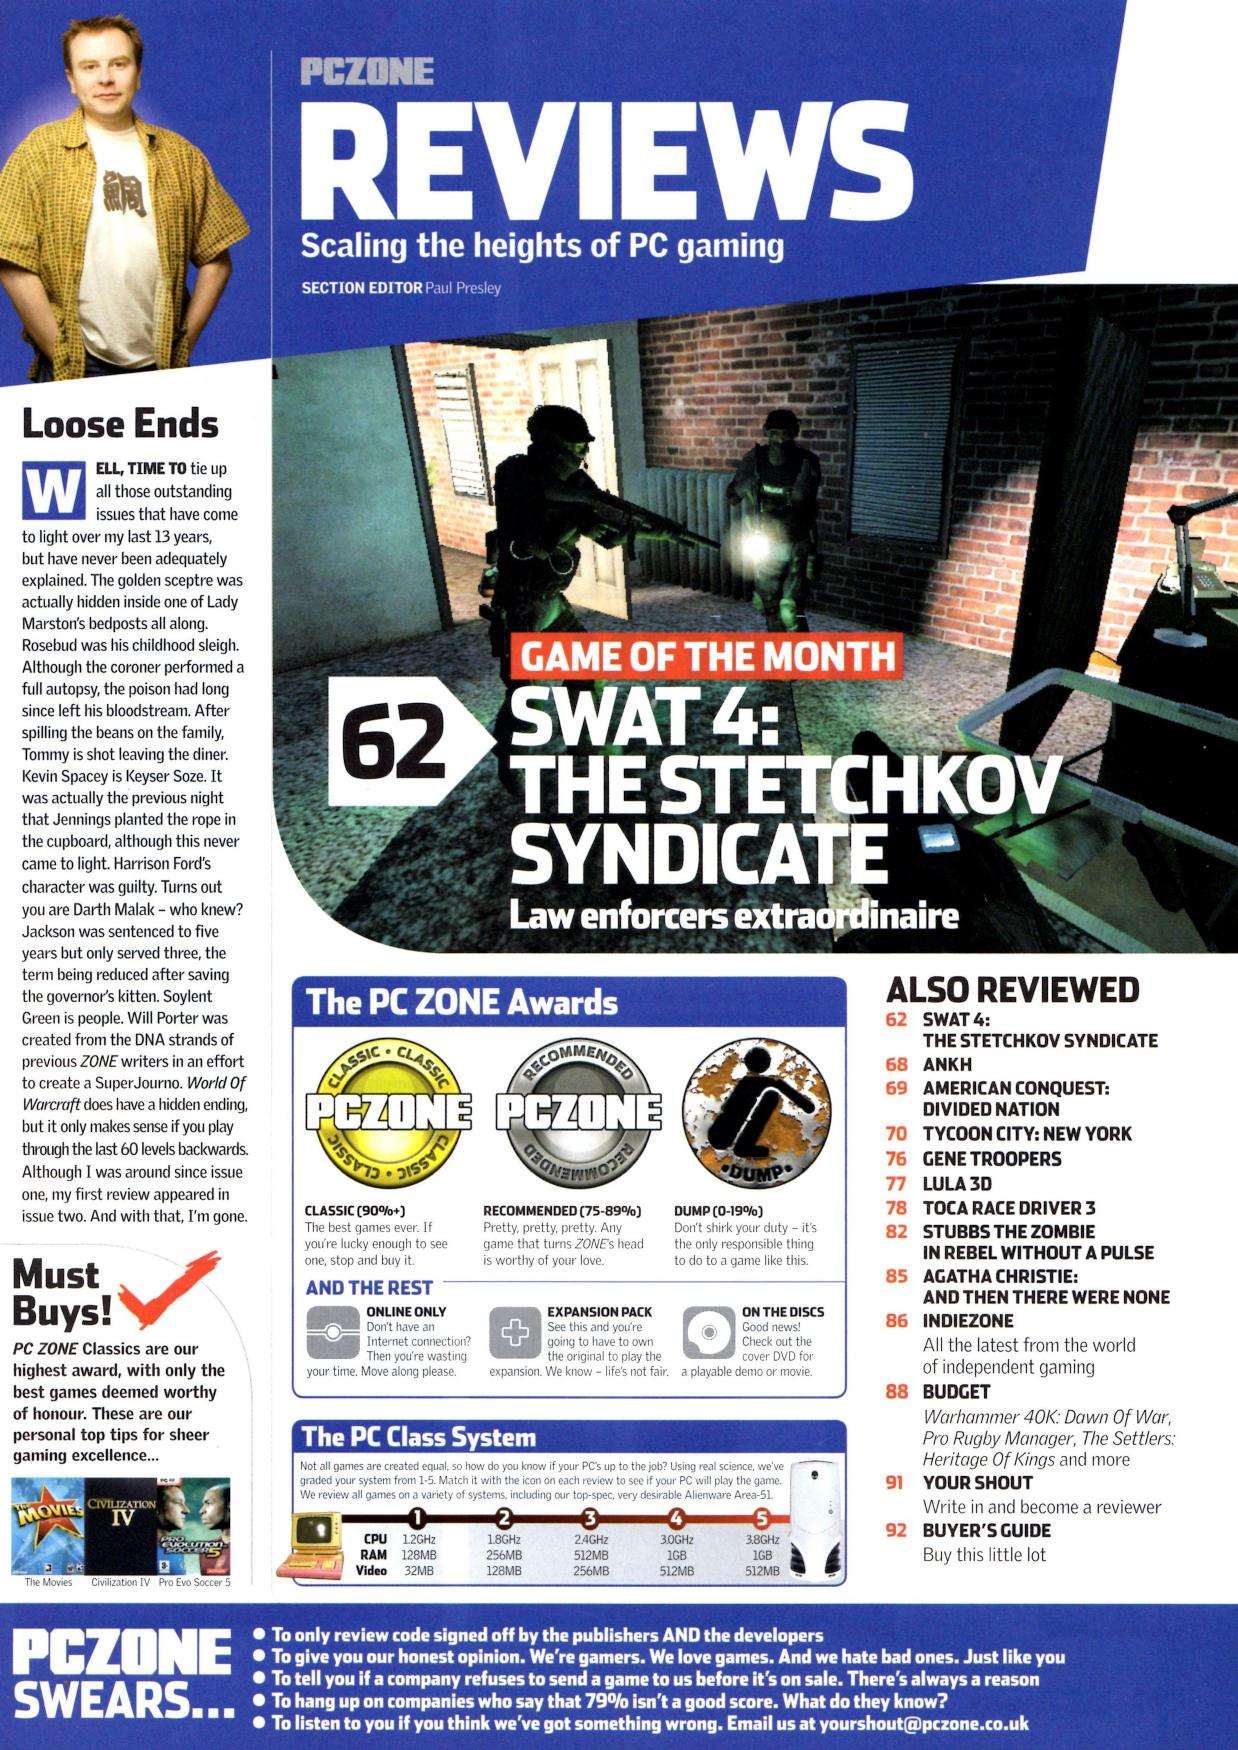 PCZONE
REVIEWS
Scaling the heights of PC gaming
SECTION EDITOR Paul Presley
鯛
Loose Ends
WELL, TIME TO tie up
all those outstanding
issues that have come
to light over my last 13 years,
but have never been adequately
explained. The golden sceptre was
actually hidden inside one of Lady
Marston's bedposts all along.
Rosebud was his childhood sleigh.
Although the coroner performed a
full autopsy, the poison had long
since left his bloodstream. After
spilling the beans on the family,
Tommy is shot leaving the diner.
Kevin Spacey is Keyser Soze. It
was actually the previous night
that Jennings planted the rope in
the cupboard, although this never
came to light. Harrison Ford's
character was guilty. Turns out
you are Darth Malak – who knew?
Jackson was sentenced to five
years but only served three, the
term being reduced after saving
the governor's kitten. Soylent
Green is people. Will Porter was
created from the DNA strands of
previous ZONE writers in an effort
to create a SuperJourno. World Of
Warcraft does have a hidden ending,
but it only makes sense if you play
through the last 60 levels backwards.
Although I was around since issue
one, my first review appeared in
issue two. And with that, I'm gone.
Must
Buys!
PC ZONE Classics are our
highest award, with only the
best games deemed worthy
of honour. These are our
personal top tips for sheer
gaming excellence...
THE MOVIES
CIVILIZATION
IV
PRO
EVOLUTION
SOCCER 5
The Movies Civilization IV Pro Evo Soccer 5
POLICE
GAME OF THE MONTH
62
SWAT 4:
THE STETCHKOV
SYNDICATE
Law enforcers extraordinaire
The PC ZONE Awards
CLASSIC • CLASSIC
PCZONE
CLASSIC • CLASSIC
RECOMMENDED
PCZONE
RECOMMENDED
•DUMP•
CLASSIC (90%+)
The best games ever. If
you're lucky enough to see
one, stop and buy it.
RECOMMENDED (75-89%)
Pretty, pretty, pretty. Any
game that turns ZONE's head
is worthy of your love.
DUMP (0-19%)
Don't shirk your duty – it's
the only responsible thing
to do to a game like this.
AND THE REST
ONLINE ONLY
Don't have an
Internet connection?
Then you're wasting
your time. Move along please.
EXPANSION PACK
See this and you're
going to have to own
the original to play the
expansion. We know – life's not fair.
ON THE DISCS
Good news!
Check out the
cover DVD for
a playable demo or movie.
The PC Class System
Not all games are created equal, so how do you know if your PC's up to the job? Using real science, we've
graded your system from 1-5. Match it with the icon on each review to see if your PC will play the game.
We review all games on a variety of systems, including our top-spec, very desirable Alienware Area-51.
1 2 3 4 5
CPU 1.2GHz 1.8GHz 2.4GHz 3.0GHz 3.8GHz
RAM 128MB 256MB 512MB 1GB 1GB
Video 32MB 128MB 256MB 512MB 512MB
ALSO REVIEWED
62 SWAT 4:
THE STETCHKOV SYNDICATE
68 ANKH
69 AMERICAN CONQUEST:
DIVIDED NATION
70 TYCOON CITY: NEW YORK
76 GENE TROOPERS
77 LULA 3D
78 TOCA RACE DRIVER 3
82 STUBBS THE ZOMBIE
IN REBEL WITHOUT A PULSE
85 AGATHA CHRISTIE:
AND THEN THERE WERE NONE
86 INDIEZONE
All the latest from the world
of independent gaming
88 BUDGET
Warhammer 40K: Dawn Of War,
Pro Rugby Manager, The Settlers:
Heritage Of Kings and more
91 YOUR SHOUT
Write in and become a reviewer
92 BUYER'S GUIDE
Buy this little lot
PCZONE
SWEARS...
● To only review code signed off by the publishers AND the developers
● To give you our honest opinion. We're gamers. We love games. And we hate bad ones. Just like you
● To tell you if a company refuses to send a game to us before it's on sale. There's always a reason
● To hang up on companies who say that 79% isn't a good score. What do they know?
● To listen to you if you think we've got something wrong. Email us at yourshout@pczone.co.uk